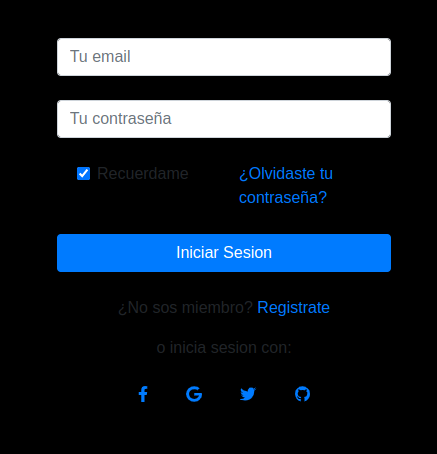 Tu email
Tu contraseña
Recuerdame
¿Olvidaste tu
contraseña?
Iniciar Sesion
¿No sos miembro? Registrate
o inicia sesion con: